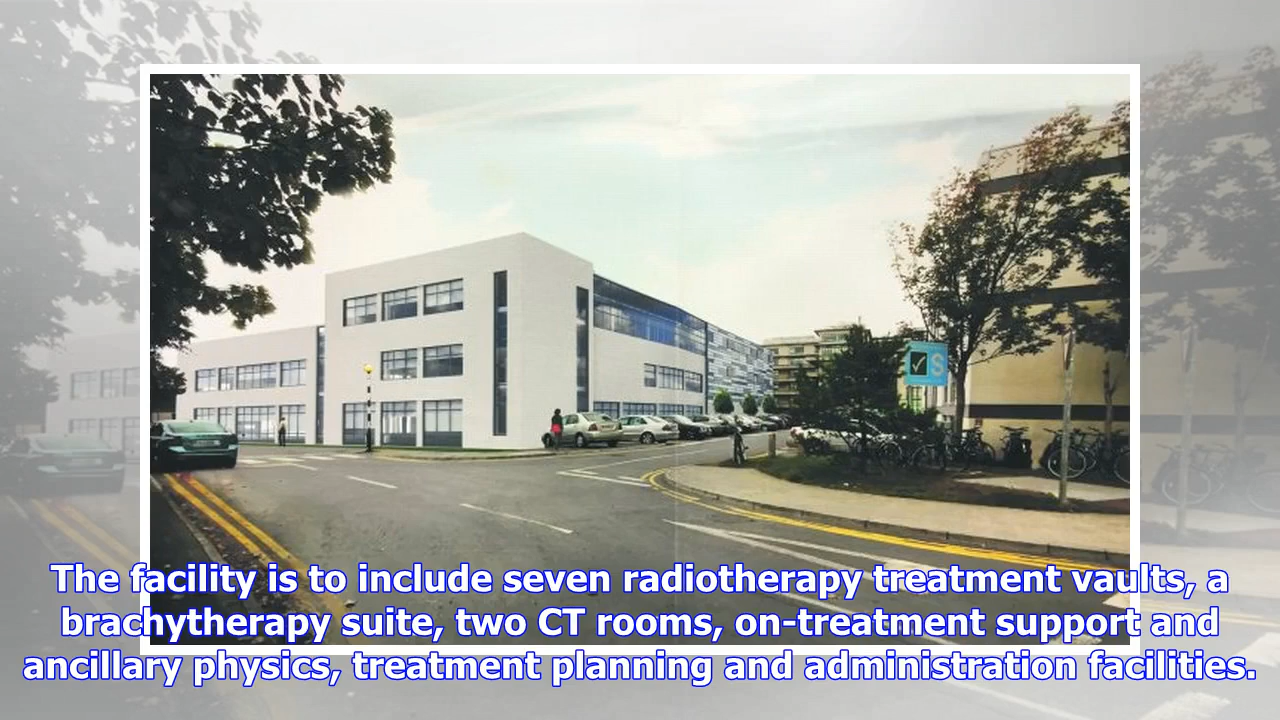 $
The facility is to include seven radiotherapy treatment vaults, a
brachytherapy suite, two CT rooms, on-treatment support and
ancillary physics, treatment planning and administration facilities.